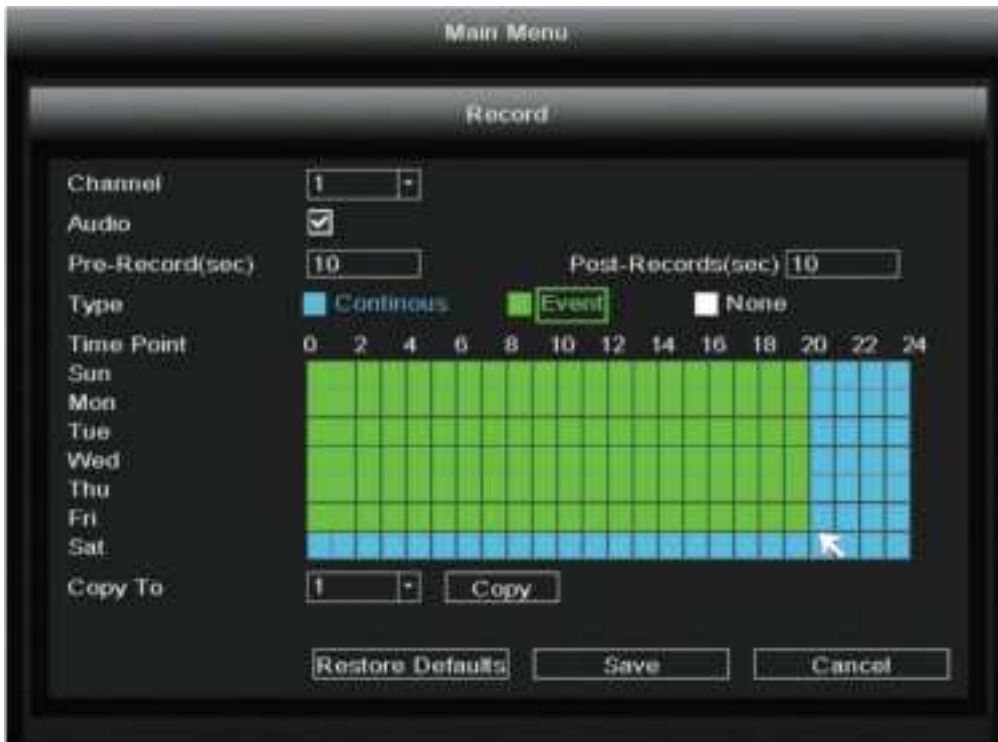 Main Menu
Record
Channel 1
Audio
Pre-Record(sec) 10 Post-Records(sec) 10
Type Continous Event None
Time Point 0 2 4 6 8 10 12 14 16 18 20 22 24
Sun
Mon
Tue
Wed
Thu
Fri
Sat
Copy To 1 Copy
Restore Defaults Save Cancel